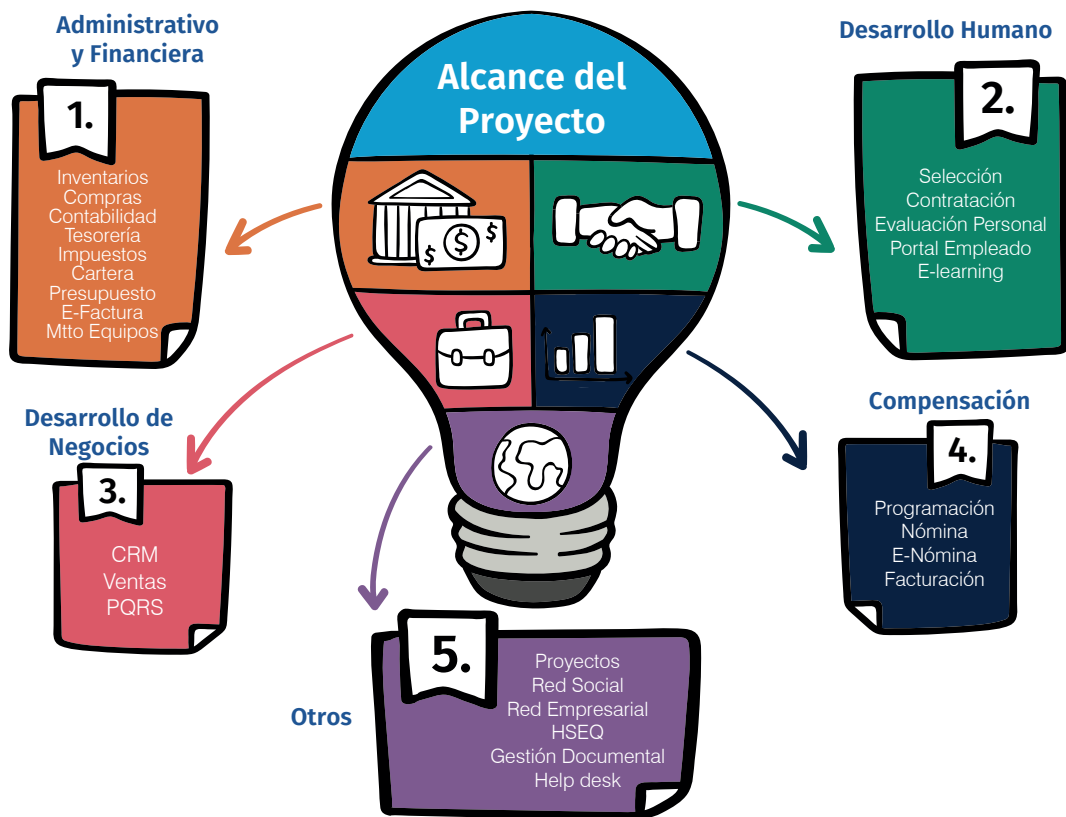 Alcance del
Proyecto
Administrativo
y Financiera
1.
Inventarios
Compras
Contabilidad
Tesorería
Impuestos
Cartera
Presupuesto
E-Factura
Mtto Equipos
Desarrollo Humano
2.
Selección
Contratación
Evaluación Personal
Portal Empleado
E-learning
Desarrollo de
Negocios
3.
CRM
Ventas
PQRS
Compensación
4.
Programación
Nómina
E-Nómina
Facturación
Otros
5.
Proyectos
Red Social
Red Empresarial
HSEQ
Gestión Documental
Help desk
$
$
$